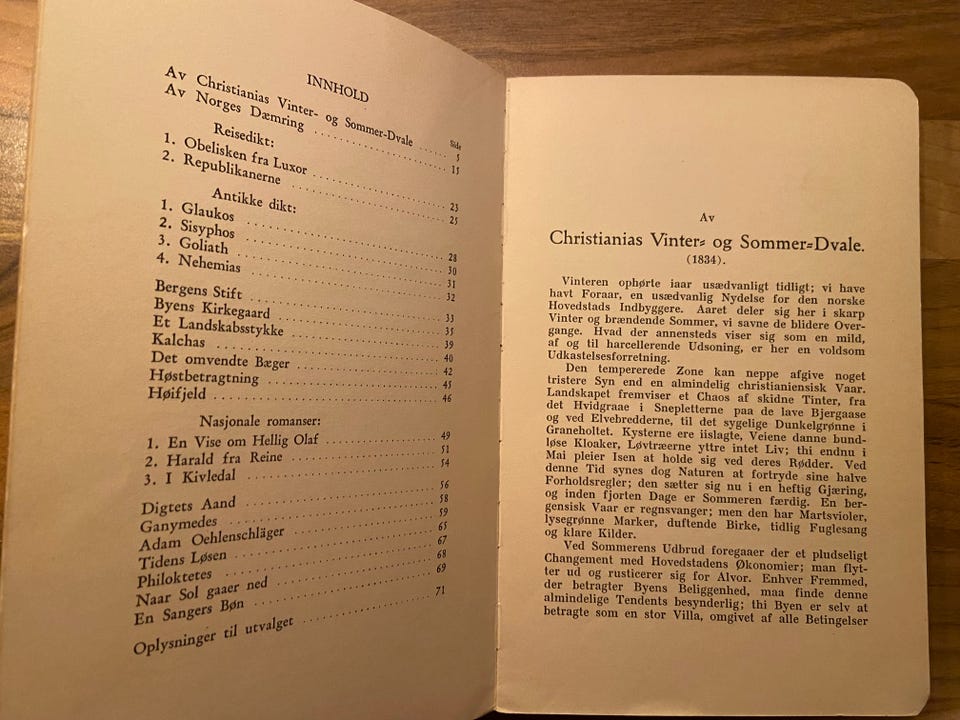 INNHOLD
Side
Av Christianias Vinter- og Sommer-Dvale ...... 5
Av Norges Dæmring .................. 15
Reisedikt:
1. Obelisken fra Luxor .................. 23
2. Republikanerne .................. 25
Antikke dikt:
1. Glaukos .................. 28
2. Sisyphos .................. 30
3. Goliath .................. 31
4. Nehemias .................. 32
Bergens Stift .................. 33
Byens Kirkegaard .................. 35
Et Landskabsstykke .................. 39
Kalchas .................. 40
Det omvendte Bæger .................. 42
Høstbetragtning .................. 45
Høifjeld .................. 46
Nasjonale romanser:
1. En Vise om Hellig Olaf .................. 49
2. Harald fra Reine .................. 51
3. I Kivledal .................. 54
Digtets Aand .................. 56
Ganymedes .................. 58
Adam Oehlenschläger .................. 59
Tidens Løsen .................. 65
Philoktetes .................. 67
Naar Sol gaaer ned .................. 68
En Sangers Bøn .................. 69
Oplysninger til utvalget .................. 71
Av
Christianias Vinter- og Sommer-Dvale.
(1834).
Vinteren ophørte iaar usædvanligt tidligt; vi have
havt Foraar, en usædvanlig Nydelse for den norske
Hovedstads Indbyggere. Aaret deler sig her i skarp
Vinter og brændende Sommer, vi savne de blidere Over-
gange. Hvad der annensteds viser sig som en mild,
af og til harcellerende Udsoning, er her en voldsom
Udkastelsesforretning.
Den tempererede Zone kan neppe afgive noget
tristere Syn end en almindelig christianiensisk Vaar.
Landskapet fremviser et Chaos af skidne Tinter, fra
det Hvidgraae i Snepletterne paa de lave Bjergaase
og ved Elvebredderne, til det sygelige Dunkelgrønne i
Graneholtet. Kysterne ere iislagte, Veiene danne bund-
løse Kloaker, Løvtræerne yttre intet Liv; thi endnu i
Mai pleier Isen at holde sig ved deres Rødder. Ved
denne Tid synes dog Naturen at fortryde sine halve
Forholdsregler; den sætter sig nu i en heftig Gjæring,
og inden fjorten Dage er Sommeren færdig. En ber-
gensisk Vaar er regnsvanger; men den har Martsvioler,
lysegrønne Marker, duftende Birke, tidlig Fuglesang
og klare Kilder.
Ved Sommerens Udbrud foregaaer der et pludseligt
Changement med Hovedstadens Økonomier; man flyt-
ter ud og rusticerer sig for Alvor. Enhver Fremmed,
der betragter Byens Beliggenhed, maa finde denne
almindelige Tendents besynderlig; thi Byen er selv at
betragte som en stor Villa, omgivet af alle Betingelser